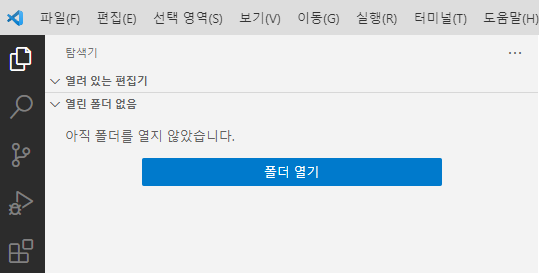 파일(F) 편집(E) 선택 영역(S) 보기(V) 이동(G) 실행(R) 터미널(T) 도움말(H)
탐색기
열려 있는 편집기
열린 폴더 없음
아직 폴더를 열지 않았습니다.
폴더 열기